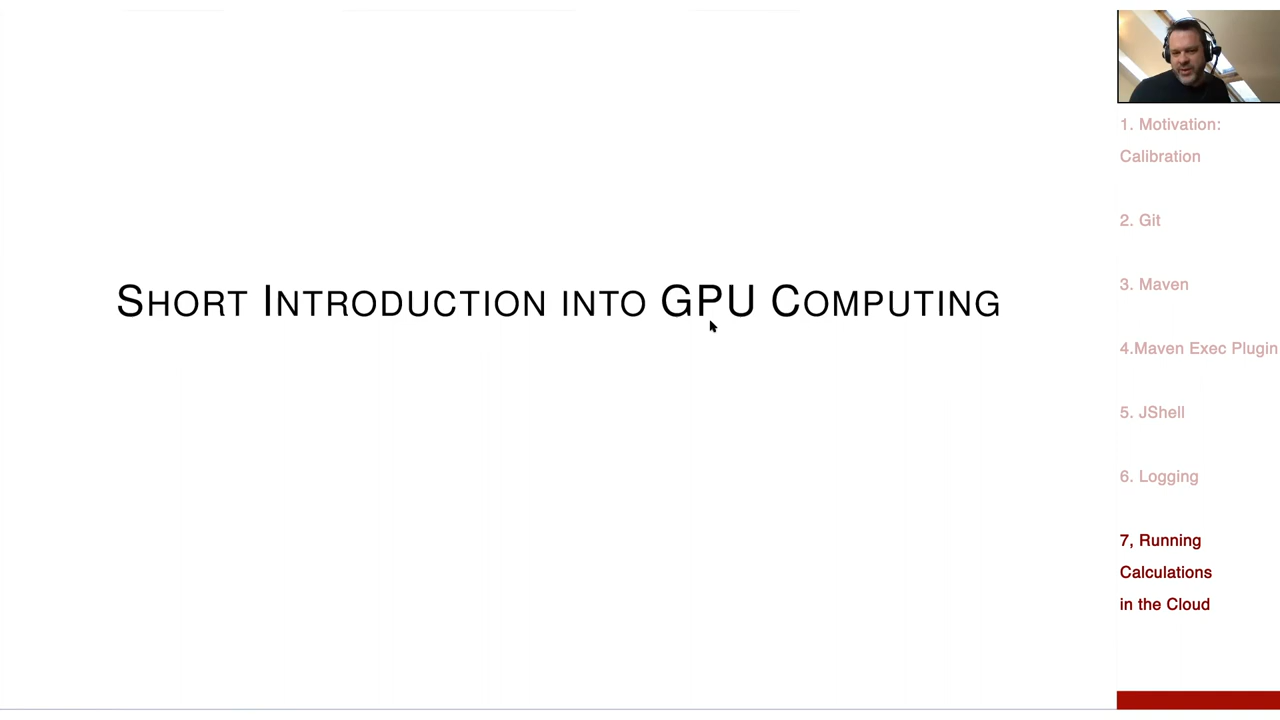 SHORT INTRODUCTION INTO GPU COMPUTING
1. Motivation:
Calibration
2. Git
3. Maven
4.Maven Exec Plugin
5. JShell
6. Logging
7, Running
Calculations
in the Cloud